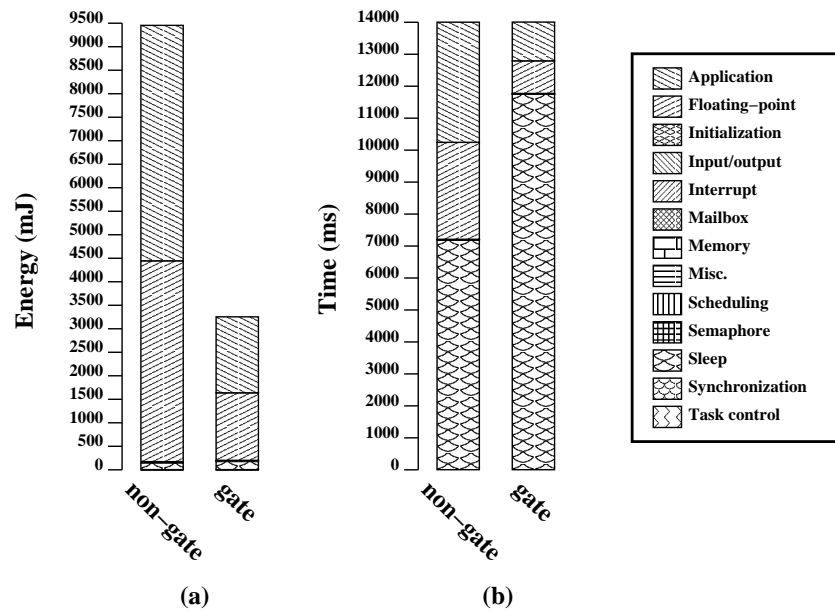 Energy (mJ)
9500
9000
8500
8000
7500
7000
6500
6000
5500
5000
4500
4000
3500
3000
2500
2000
1500
1000
500
0
non–gate
gate
(a)
Time (ms)
14000
13000
12000
11000
10000
9000
8000
7000
6000
5000
4000
3000
2000
1000
0
non–gate
gate
(b)
Application
Floating–point
Initialization
Input/output
Interrupt
Mailbox
Memory
Misc.
Scheduling
Semaphore
Sleep
Synchronization
Task control